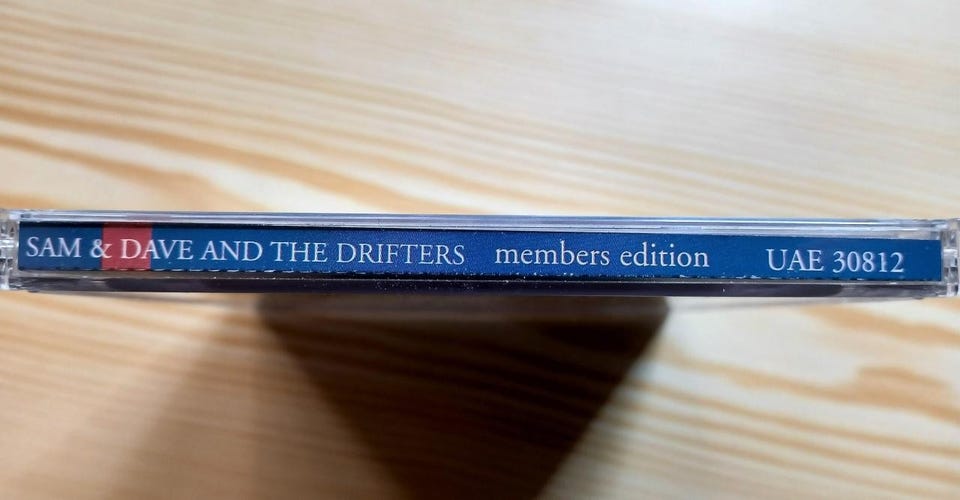 SAM & DAVE AND THE DRIFTERS members edition UAE 30812